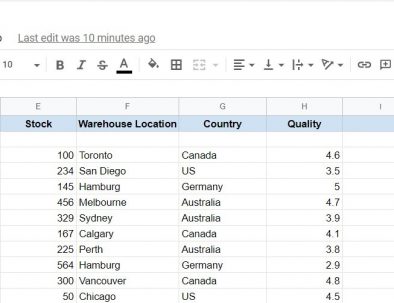 Last edit was 10 minutes ago
10 B I S A
E F G H I
Stock Warehouse Location Country Quality
100 Toronto Canada 4.6
234 San Diego US 3.5
145 Hamburg Germany 5
456 Melbourne Australia 4.7
329 Sydney Australia 3.9
167 Calgary Canada 4.1
225 Perth Australia 3.8
564 Hamburg Germany 2.9
300 Vancouver Canada 4.8
50 Chicago US 4.5